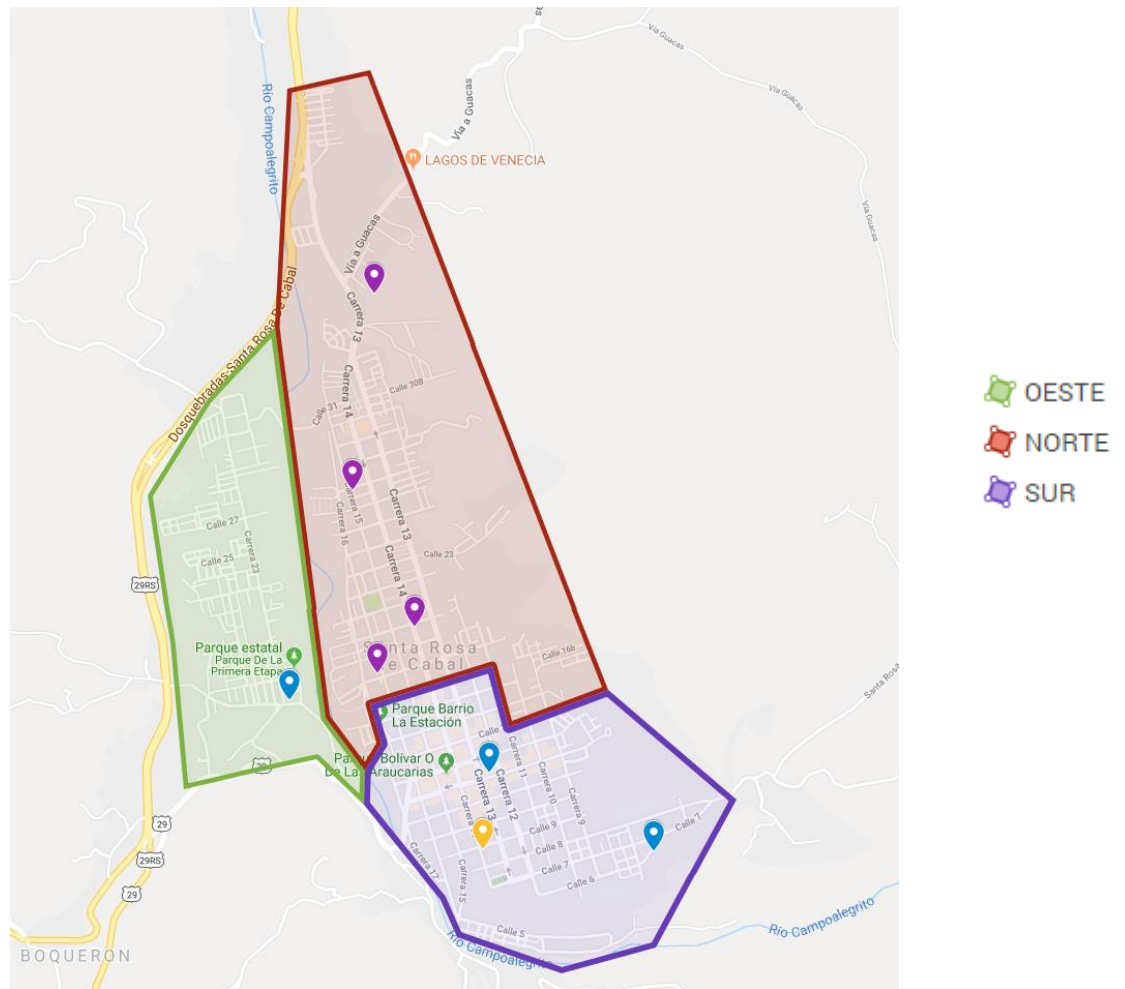 Vía Guacas
Río Campoalegrito
Vía a Guacas
Vía Guacas
LAGOS DE VENECIA
Vía Guacas
Vía a Guacas
Dosquebradas-Santa Rosa De Cabal
Carrera 13
Carrera 14
Calle 30B
Calle 31
OESTE
NORTE
SUR
Carrera 15
Carrera 16
Carrera 13
Calle 27
Carrera 23
Calle 25
Calle 23
Carrera 14
29RS
Parque estatal
Parque De La
Primera Etapa
Santa Rosa
de Cabal
Calle 16b
Santa Rosa
Parque Barrio
La Estación
Parque Bolívar O
De Las Araucarias
29
Carrera 11
Carrera 10
Carrera 12
Carrera 13
Carrera 9
29
Calle 9
Calle 7
Calle 8
29RS
Carrera 17
Calle 7
Carrera 15
Calle 6
29
Calle 5
Río Campoalegrito
Río Campoalegrito
BOQUERON